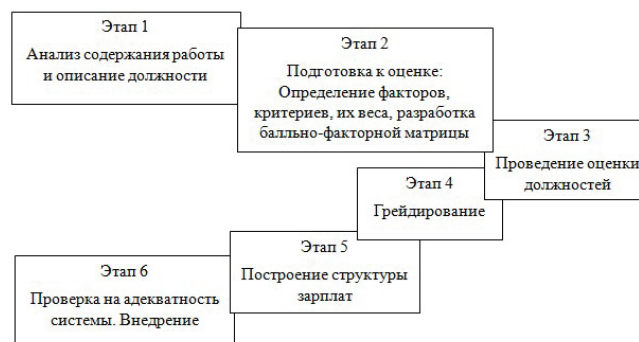 Этап 1
Анализ содержания работы
и описание должности
Этап 2
Подготовка к оценке:
Определение факторов,
критериев, их веса, разработка
балльно-факторной матрицы
Этап 3
Проведение оценки
должностей
Этап 4
Грейдирование
Этап 5
Построение структуры
зарплат
Этап 6
Проверка на адекватность
системы. Внедрение